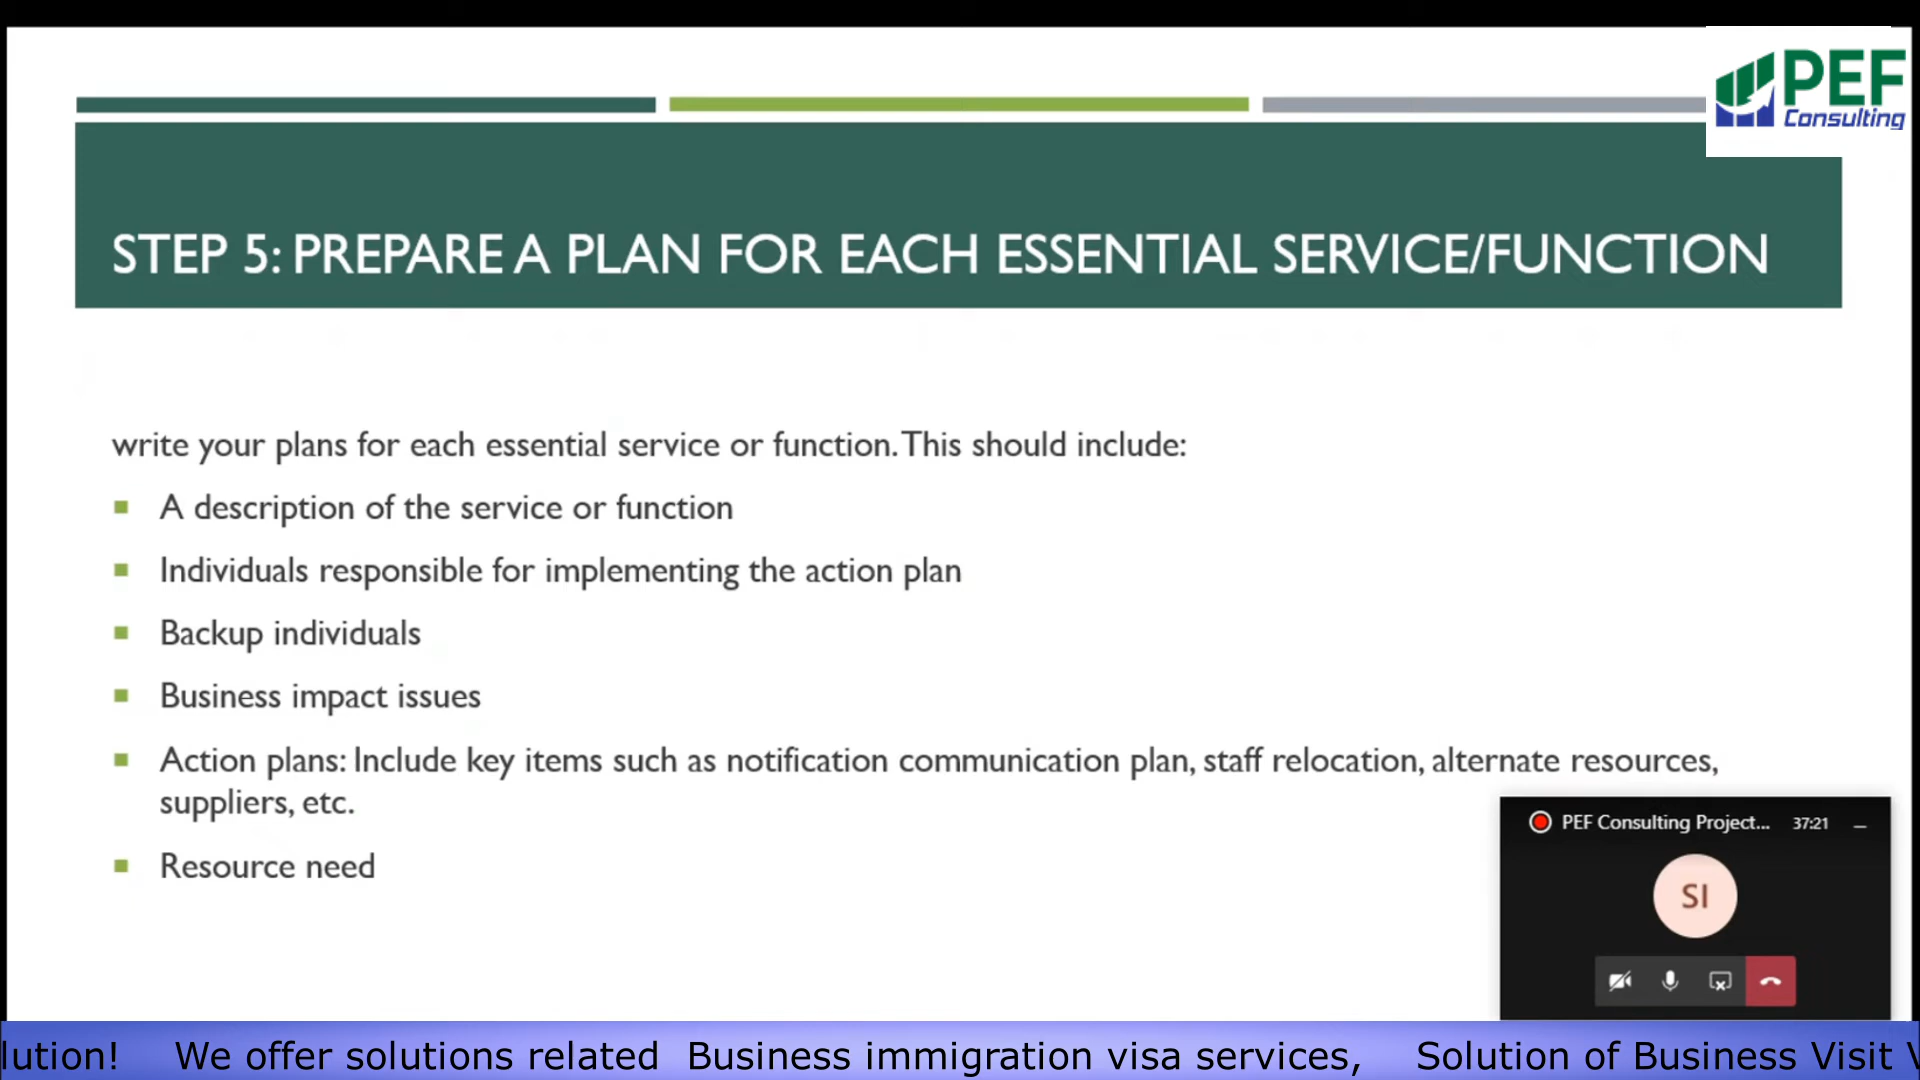 PEF
Consulting
STEP 5: PREPARE A PLAN FOR EACH ESSENTIAL SERVICE/FUNCTION
write your plans for each essential service or function. This should include:
A description of the service or function
Individuals responsible for implementing the action plan
Backup individuals
Business impact issues
Action plans: Include key items such as notification communication plan, staff relocation, alternate resources,
suppliers, etc.
Resource need
PEF Consulting Project... 37:21
SI
lution! We offer solutions related Business immigration visa services, Solution of Business Visit V